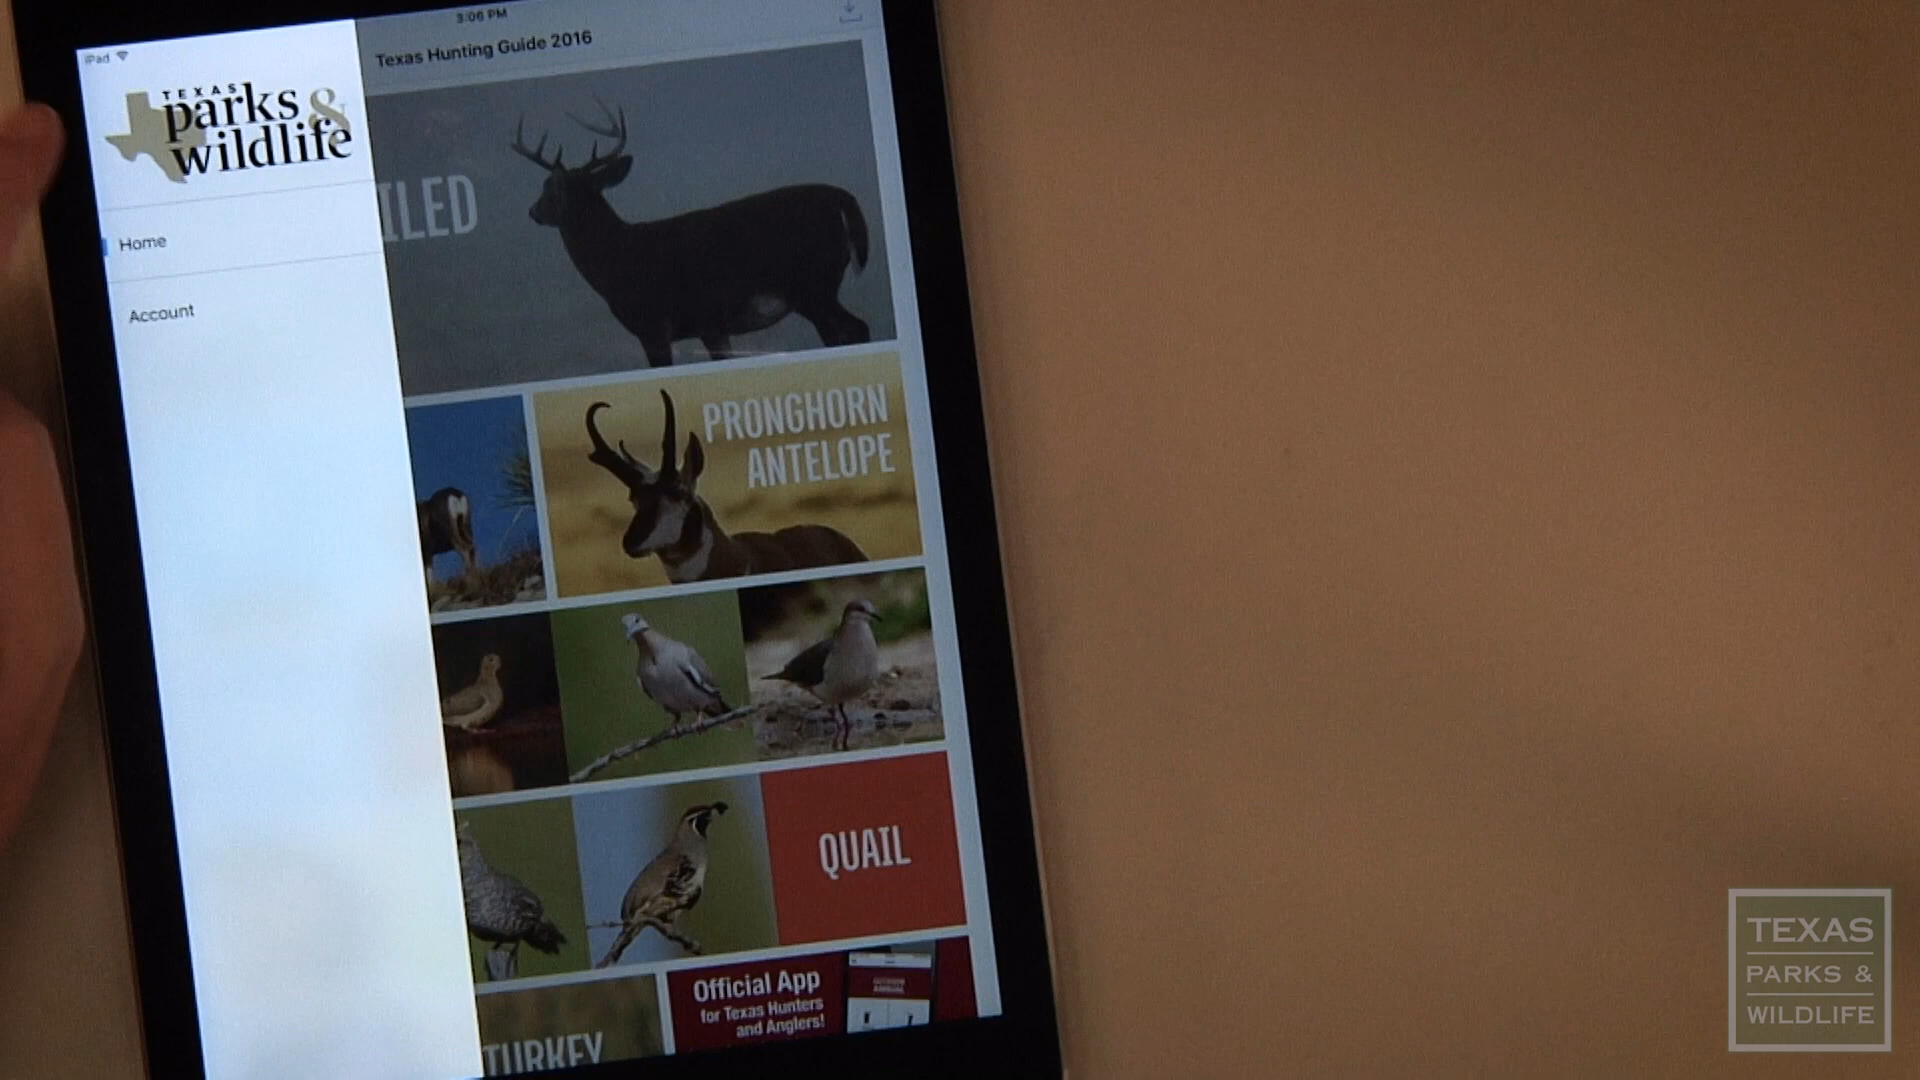 iPad
3:06 PM
TEXAS
parks &
wildlife
Home
Account
Texas Hunting Guide 2016
ILED
PRONGHORN
ANTELOPE
QUAIL
TURKEY
Official App
for Texas Hunters
and Anglers!
TEXAS
PARKS &
WILDLIFE